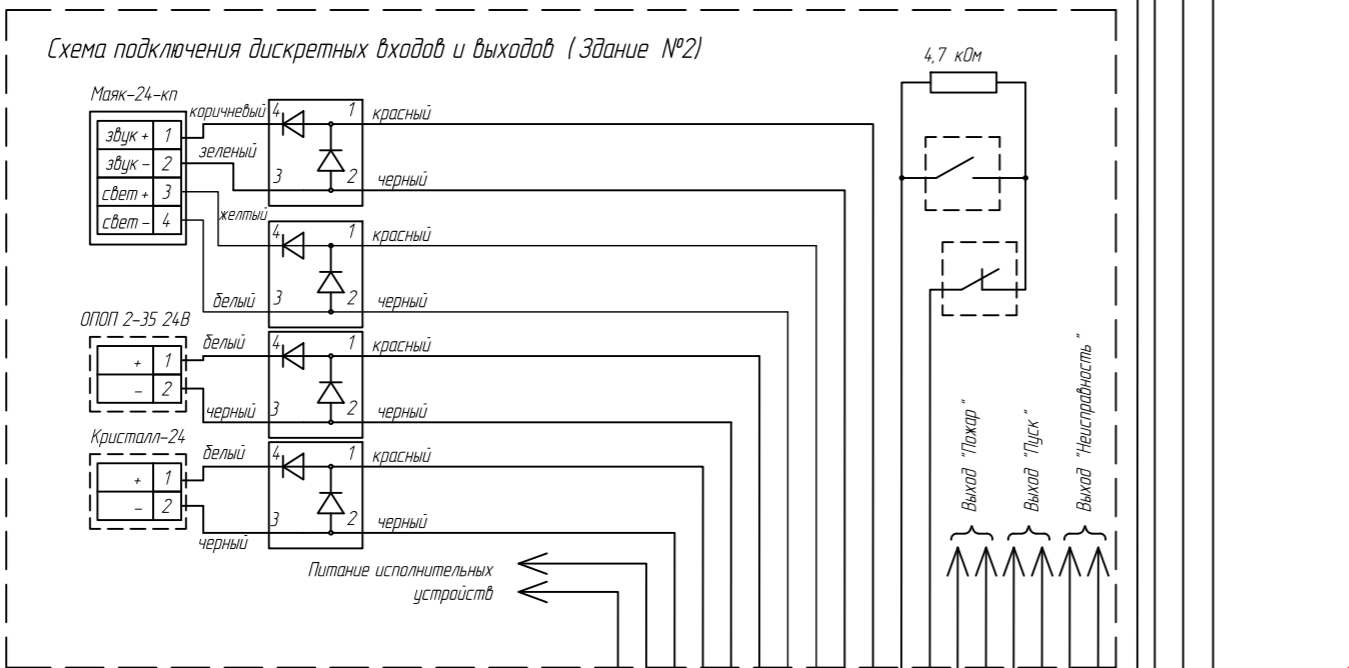 Схема подключения дискретных входов и выходов (Здание №2)
4,7 кОм
Маяк-24-кп
звук + 1
звук - 2
свет + 3
свет - 4
коричневый 4 1 красный
зеленый 3 2 черный
желтый 4 1 красный
белый 3 2 черный
ОПОП 2-35 24В
+ 1
- 2
белый 4 1 красный
черный 3 2 черный
Кристалл-24
+ 1
- 2
белый 4 1 красный
черный 3 2 черный
Питание исполнительных
устройств
Выход "Пожар"
Выход "Пуск"
Выход "Неисправность"